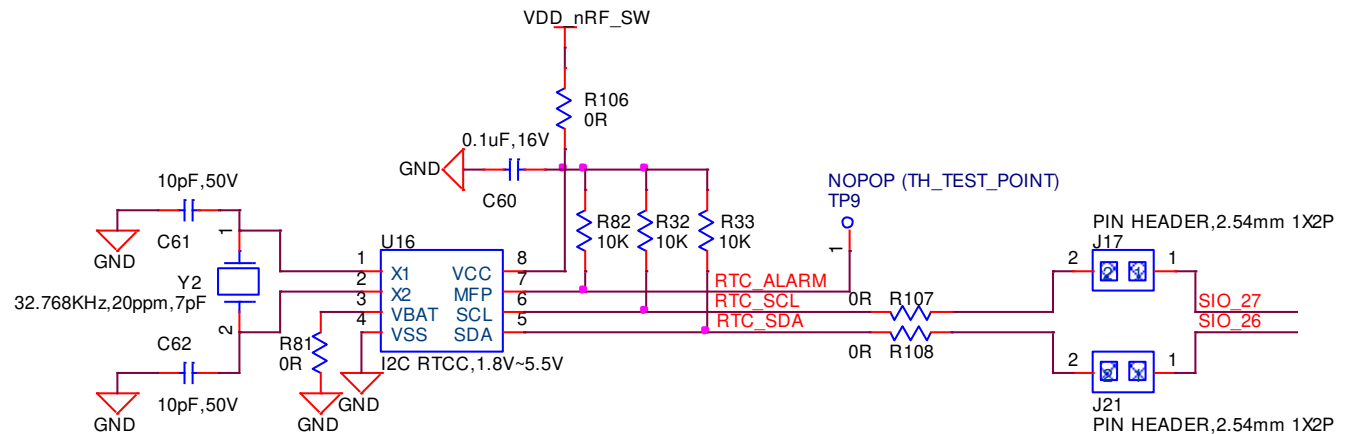 VDD_nRF_SW
R106
0R
0.1uF,16V
GND
C60
10pF,50V
C61
GND
1
Y2
32.768KHz,20ppm,7pF
2
C62
GND
10pF,50V
U16
1 X1 VCC 8
2 X2 MFP 7
3 VBAT SCL 6
4 VSS SDA 5
I2C RTCC,1.8V~5.5V
R81
0R
GND
GND
R82
10K
R32
10K
R33
10K
NOPOP (TH_TEST_POINT)
TP9
1
RTC_ALARM
RTC_SCL
RTC_SDA
0R R107
0R R108
PIN HEADER,2.54mm 1X2P
J17
2 2 1 1
SIO_27
SIO_26
2 2 1 1
J21
PIN HEADER,2.54mm 1X2P